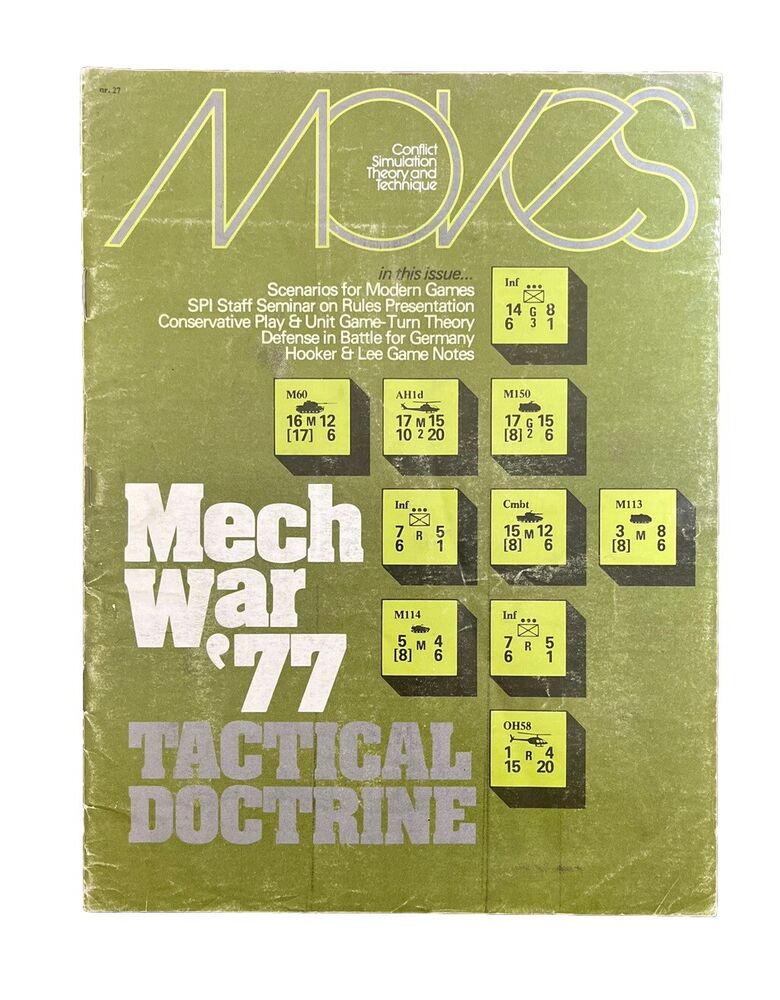 nr. 27
MOVES
Conflict
Simulation
Theory and
Technique
in this issue...
Scenarios for Modern Games
SPI Staff Seminar on Rules Presentation
Conservative Play & Unit Game-Turn Theory
Defense in Battle for Germany
Hooker & Lee Game Notes
Inf
14 G 8
6 3 1
M60
16 M 12
[17] 6
AH1d
17 M 15
10 2 20
M150
17 G 15
[8] 2 6
Mech
War
'77
Inf
7 R 5
6 1
Cmbt
15 M 12
[8] 6
M113
3 M 8
[8] 6
M114
5 M 4
[8] 6
Inf
7 R 5
6 1
OH58
1 R 4
15 20
TACTICAL
DOCTRINE